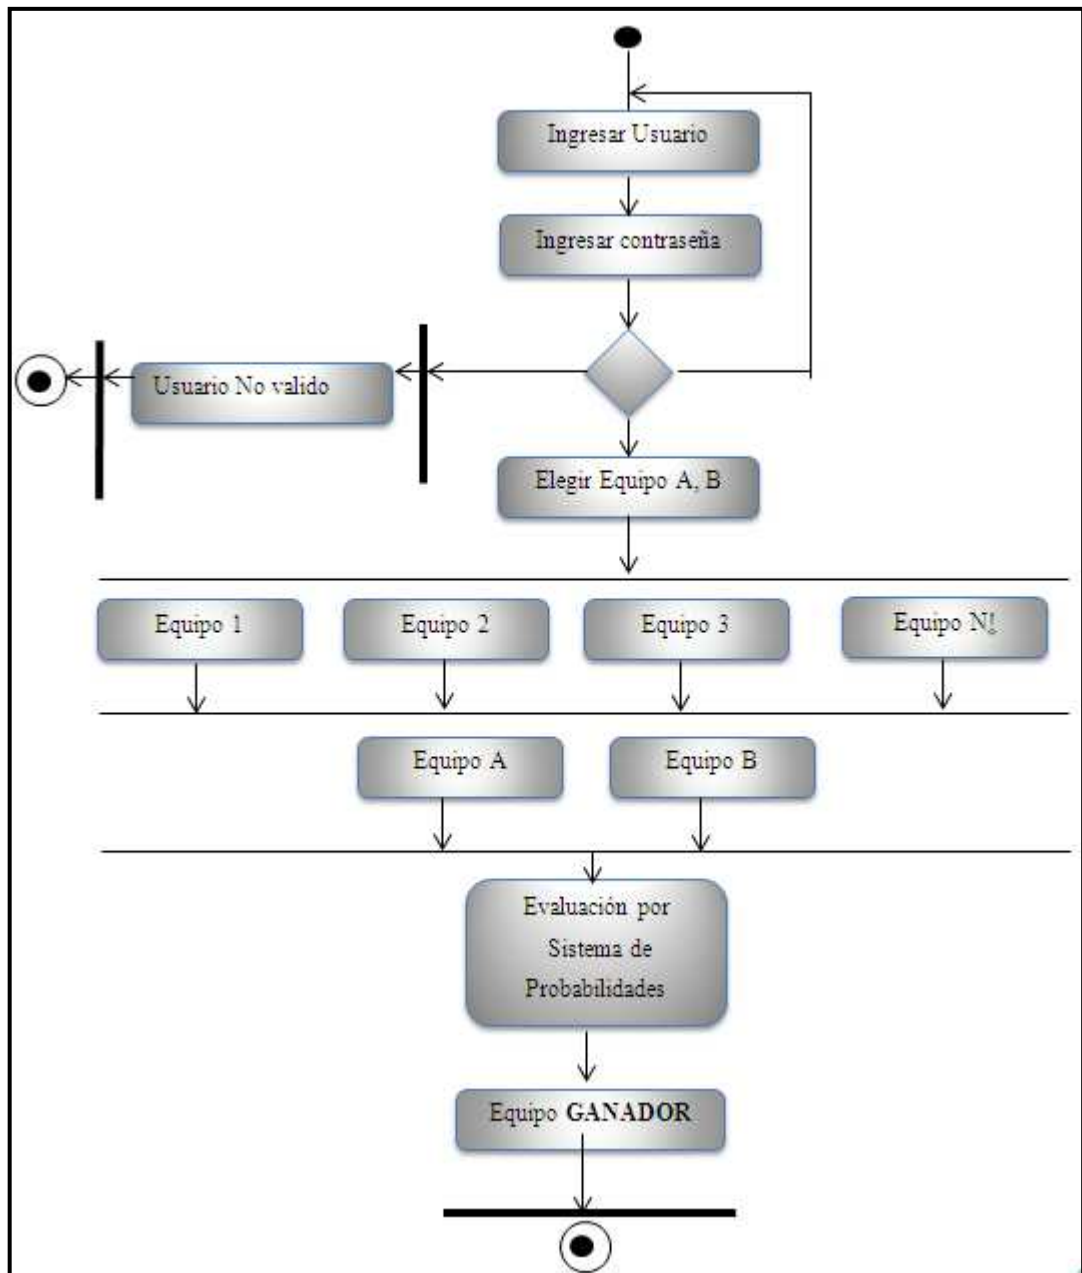 Ingresar Usuario
Ingresar contraseña
Usuario No valido
Elegir Equipo A, B
Equipo 1
Equipo 2
Equipo 3
Equipo N!
Equipo A
Equipo B
Evaluación por
Sistema de
Probabilidades
Equipo GANADOR